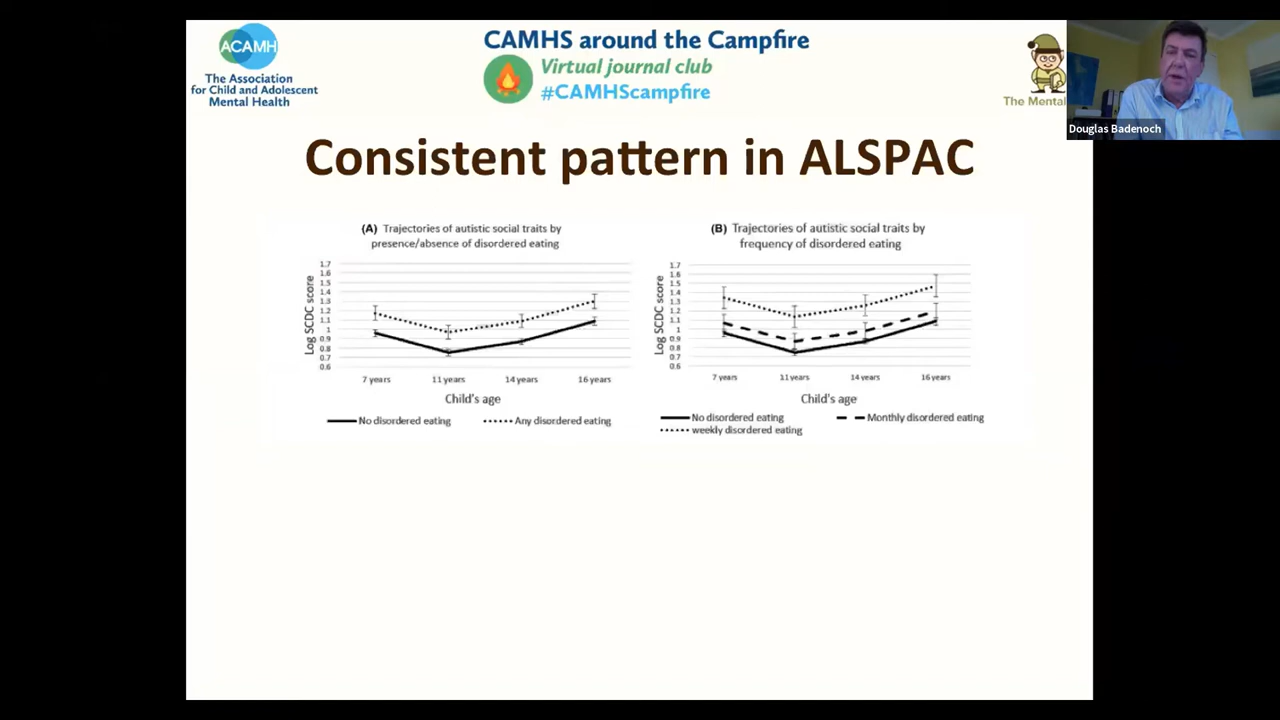 ACAMH
The Association
for Child and Adolescent
Mental Health
CAMHS around the Campfire
Virtual journal club
#CAMHScampfire
The Mental
Douglas Badenoch
Consistent pattern in ALSPAC
(A) Trajectories of autistic social traits by
presence/absence of disordered eating
Log SCDC score
1.7
1.6
1.5
1.4
1.3
1.2
1.1
1
0.9
0.8
0.7
0.6
7 years 11 years 14 years 16 years
Child's age
No disordered eating Any disordered eating
(B) Trajectories of autistic social traits by
frequency of disordered eating
Log SCDC score
1.7
1.6
1.5
1.4
1.3
1.2
1.1
1
0.9
0.8
0.7
0.6
7 years 11 years 14 years 16 years
Child's age
No disordered eating Monthly disordered eating
weekly disordered eating